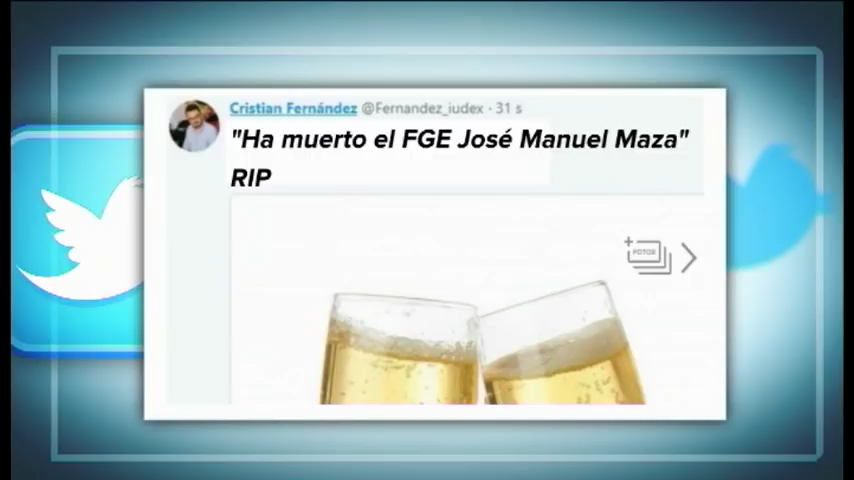 Cristian Fernández @Fernandez_iudex · 31 s
"Ha muerto el FGE José Manuel Maza"
RIP
FOTOS